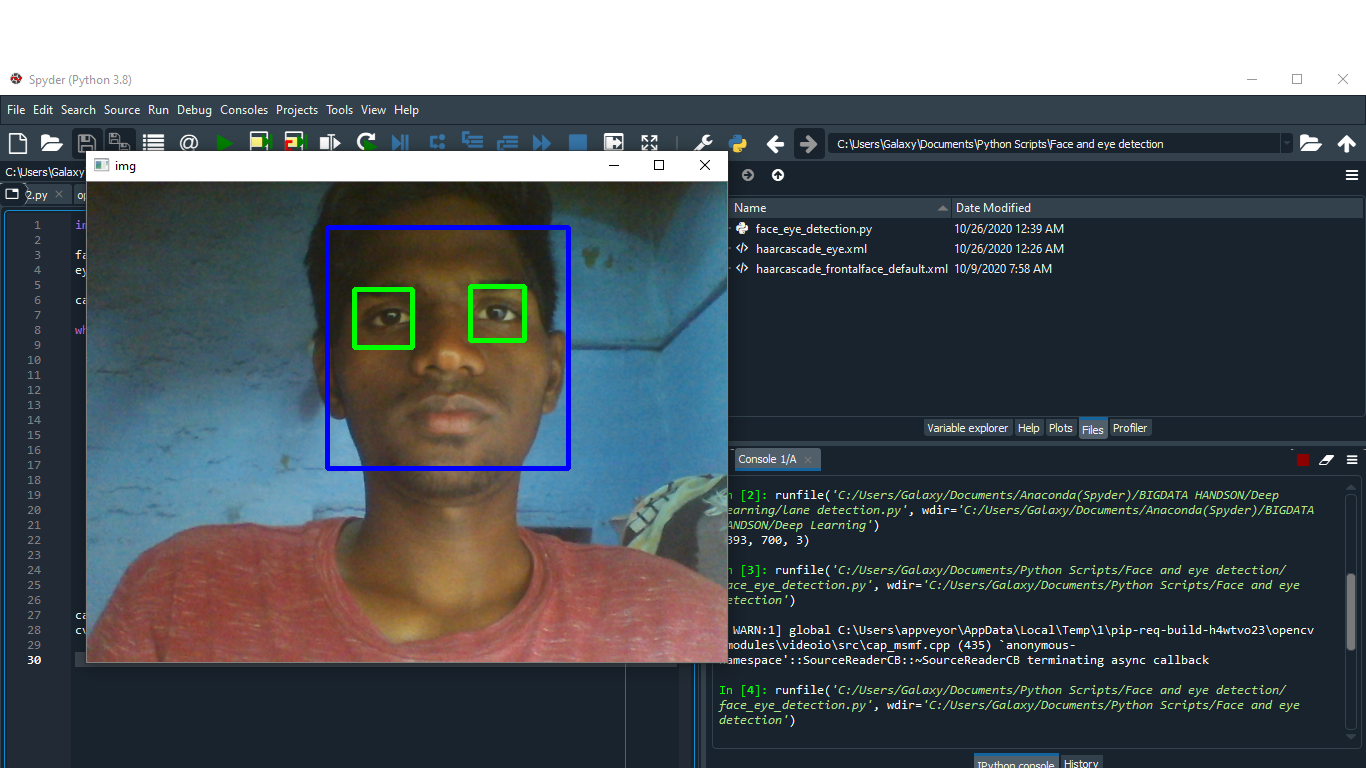 Spyder (Python 3.8)
File Edit Search Source Run Debug Consoles Projects Tools View Help
C:\Users\Galaxy\Documents\Python Scripts\Face and eye detection
C:\Users\Galaxy
2.py
op
img
1
2
3
4
5
6
7
8
9
10
11
12
13
14
15
16
17
18
19
20
21
22
23
24
25
26
27
28
29
30
im
fa
ey
ca
wh
ca
cv
Name Date Modified
face_eye_detection.py 10/26/2020 12:39 AM
haarcascade_eye.xml 10/26/2020 12:26 AM
haarcascade_frontalface_default.xml 10/9/2020 7:58 AM
Variable explorer Help Plots Files Profiler
Console 1/A
n [2]: runfile('C:/Users/Galaxy/Documents/Anaconda(Spyder)/BIGDATA HANDSON/Deep
earning/lane detection.py', wdir='C:/Users/Galaxy/Documents/Anaconda(Spyder)/BIGDATA
ANDSON/Deep Learning')
393, 700, 3)
n [3]: runfile('C:/Users/Galaxy/Documents/Python Scripts/Face and eye detection/
ace_eye_detection.py', wdir='C:/Users/Galaxy/Documents/Python Scripts/Face and eye
etection')
WARN:1] global C:\Users\appveyor\AppData\Local\Temp\1\pip-req-build-h4wtvo23\opencv
modules\videoio\src\cap_msmf.cpp (435) `anonymous-
namespace'::SourceReaderCB::~SourceReaderCB terminating async callback
In [4]: runfile('C:/Users/Galaxy/Documents/Python Scripts/Face and eye detection/
face_eye_detection.py', wdir='C:/Users/Galaxy/Documents/Python Scripts/Face and eye
detection')
IPython console History